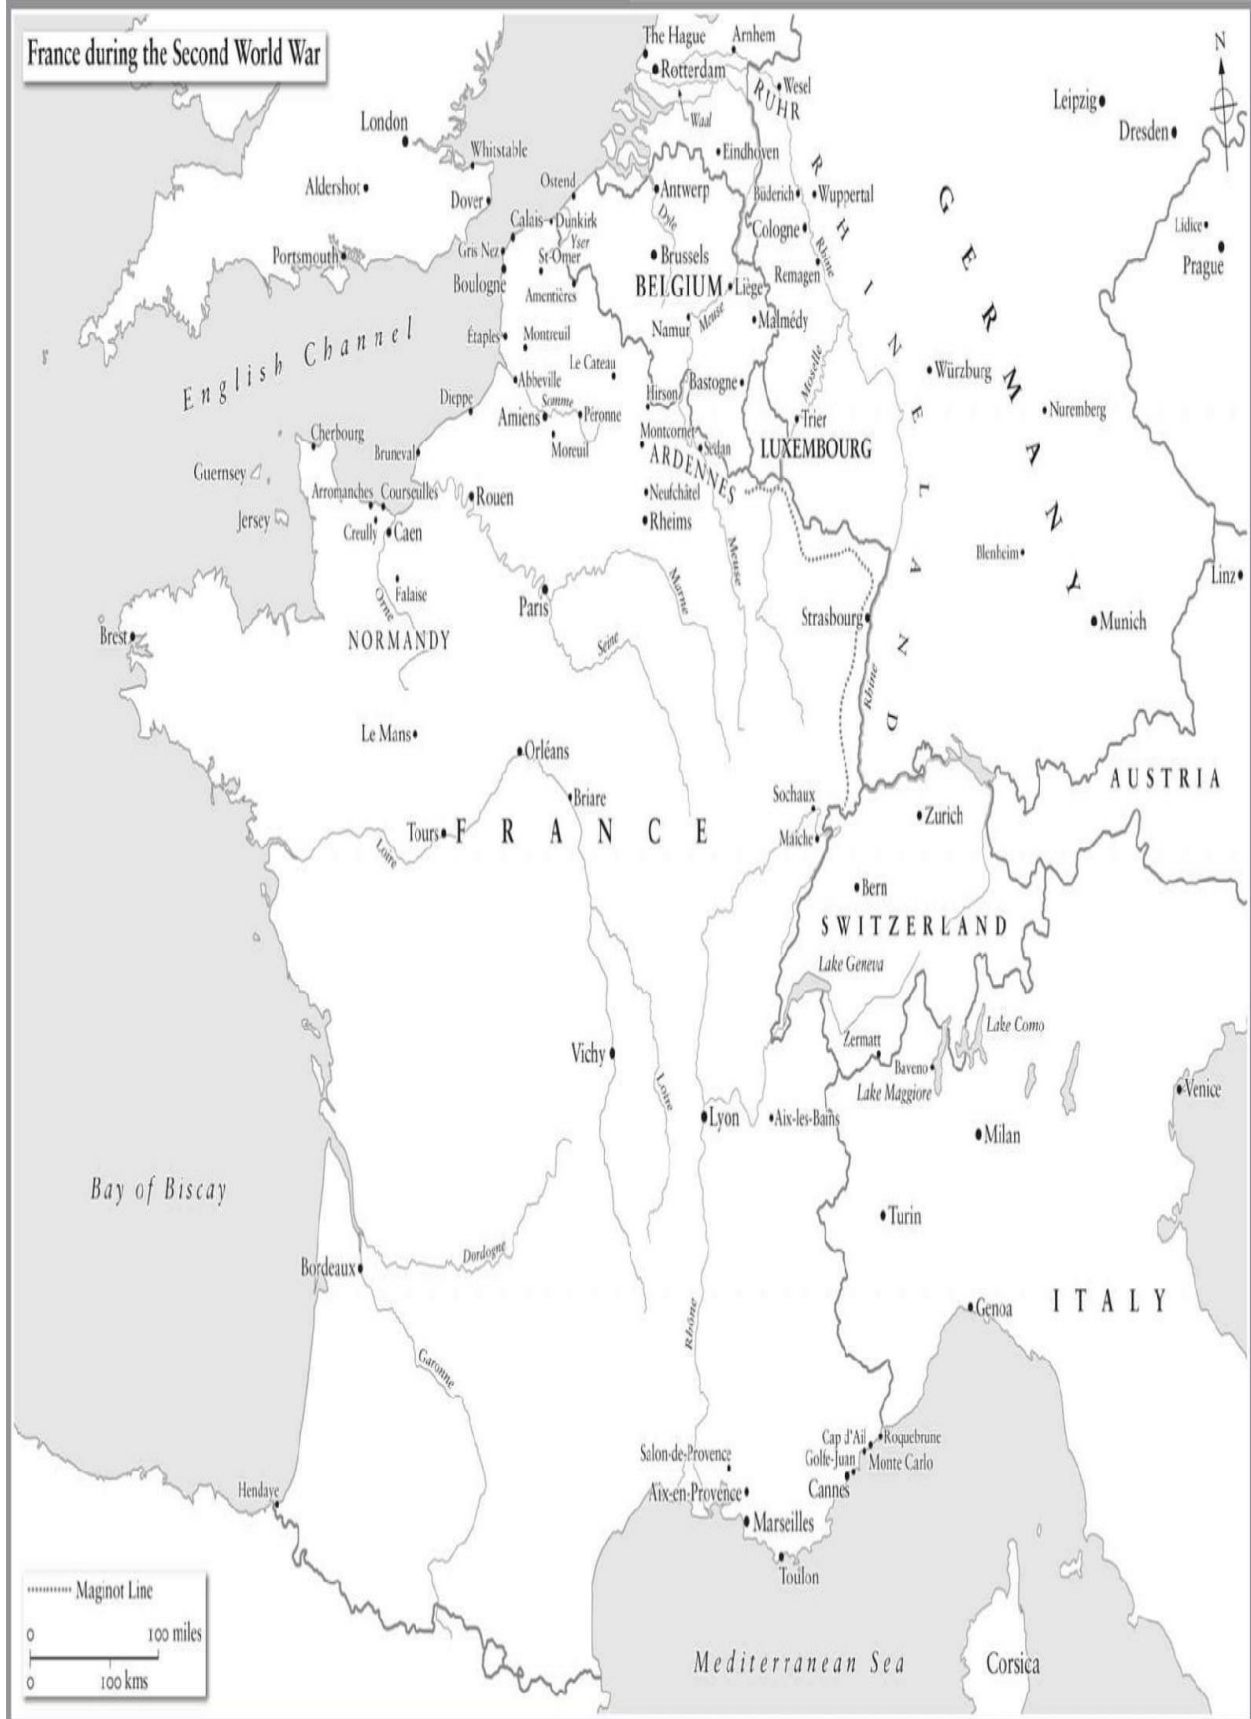 France during the Second World War
The Hague
Arnhem
Rotterdam
Wesel
RUHR
Waal
N
Leipzig
Dresden
London
Whitstable
Eindhoven
Aldershot
Dover
Ostend
Antwerp
Büderich
Wuppertal
RHINELAND
GERMANY
Lidice
Prague
Calais
Dunkirk
Dyle
Cologne
Portsmouth
Gris Nez
Yser
St-Omer
Brussels
Rhine
Remagen
Boulogne
Amentières
BELGIUM
Liège
English Channel
Étaples
Montreuil
Namur
Meuse
Malmédy
Le Cateau
Moselle
Würzburg
Abbeville
Bastogne
Dieppe
Somme
Hirson
Nuremberg
Amiens
Péronne
Trier
Cherbourg
Bruneval
Moreuil
Montcornet
Sedan
LUXEMBOURG
ARDENNES
Guernsey
Arromanches
Courseulles
Rouen
Neufchâtel
Jersey
Creully
Caen
Rheims
Meuse
Blenheim
Linz
Falaise
Orne
Paris
Marne
Strasbourg
Munich
Brest
NORMANDY
Seine
Rhine
Le Mans
Orléans
AUSTRIA
Briare
Sochaux
Zurich
Tours
FRANCE
Maiche
Loire
Bern
SWITZERLAND
Lake Geneva
Lake Como
Zermatt
Vichy
Baveno
Lake Maggiore
Loire
Venice
Lyon
Aix-les-Bains
Milan
Bay of Biscay
Turin
Dordogne
Bordeaux
ITALY
Genoa
Rhône
Garonne
Salon-de-Provence
Cap d'Ail
Roquebrune
Golfe-Juan
Monte Carlo
Hendaye
Aix-en-Provence
Cannes
Marseilles
Toulon
Maginot Line
0 100 miles
0 100 kms
Mediterranean Sea
Corsica